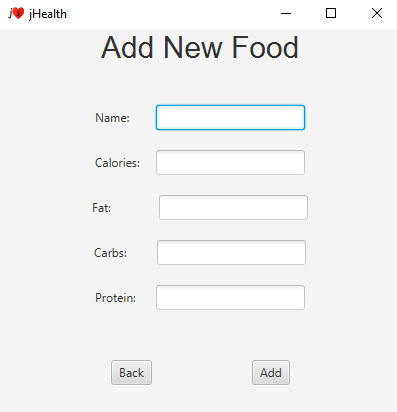 jHealth
Add New Food
Name:
Calories:
Fat:
Carbs:
Protein:
Back Add